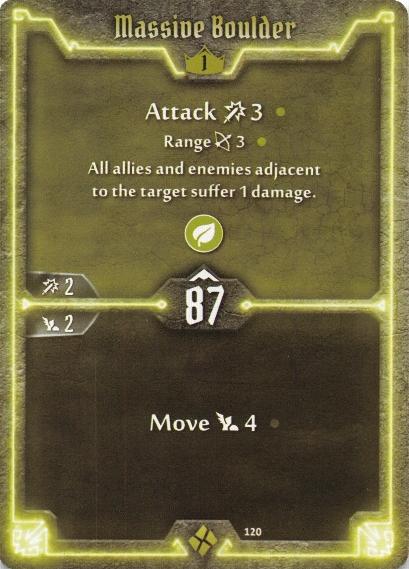 Massive Boulder
1
Attack 3
Range 3
All allies and enemies adjacent
to the target suffer 1 damage.
2
87
2
Move 4
120